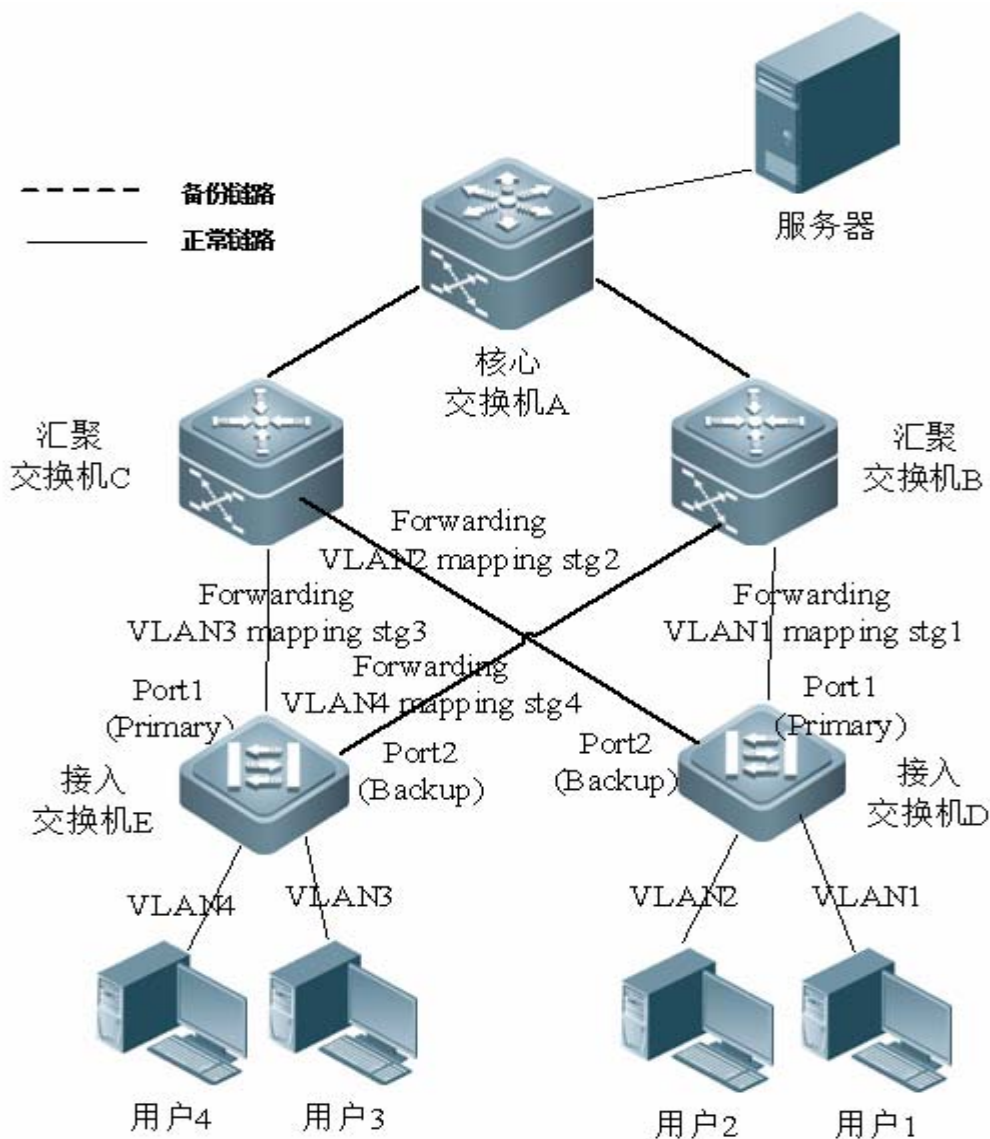 备份链路
正常链路
服务器
核心
交换机A
汇聚
交换机C
汇聚
交换机B
Forwarding
VLAN2 mapping stg2
Forwarding
VLAN3 mapping stg3
Forwarding
VLAN1 mapping stg1
Forwarding
VLAN4 mapping stg4
Port1
(Primary)
Port2
(Backup)
Port2
(Backup)
Port1
(Primary)
接入
交换机E
接入
交换机D
VLAN4
VLAN3
VLAN2
VLAN1
用户4
用户3
用户2
用户1